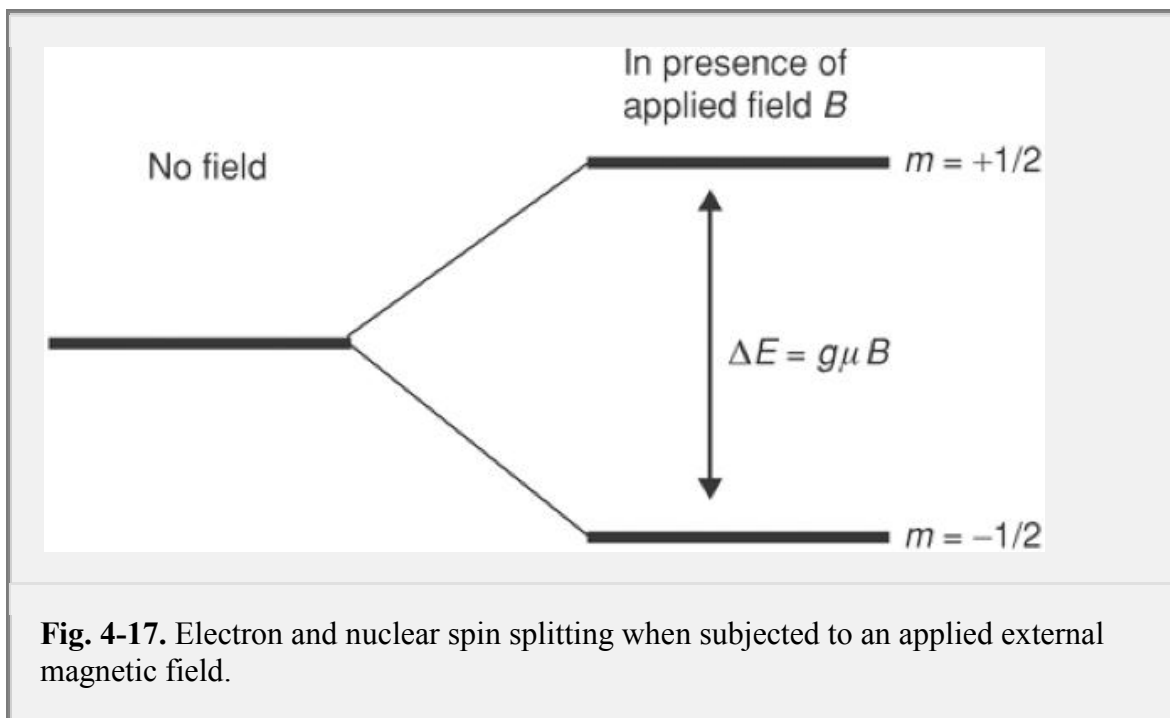 In presence of
applied field B
No field
m = +1/2
ΔE = gμ B
m = −1/2
Fig. 4-17. Electron and nuclear spin splitting when subjected to an applied external
magnetic field.